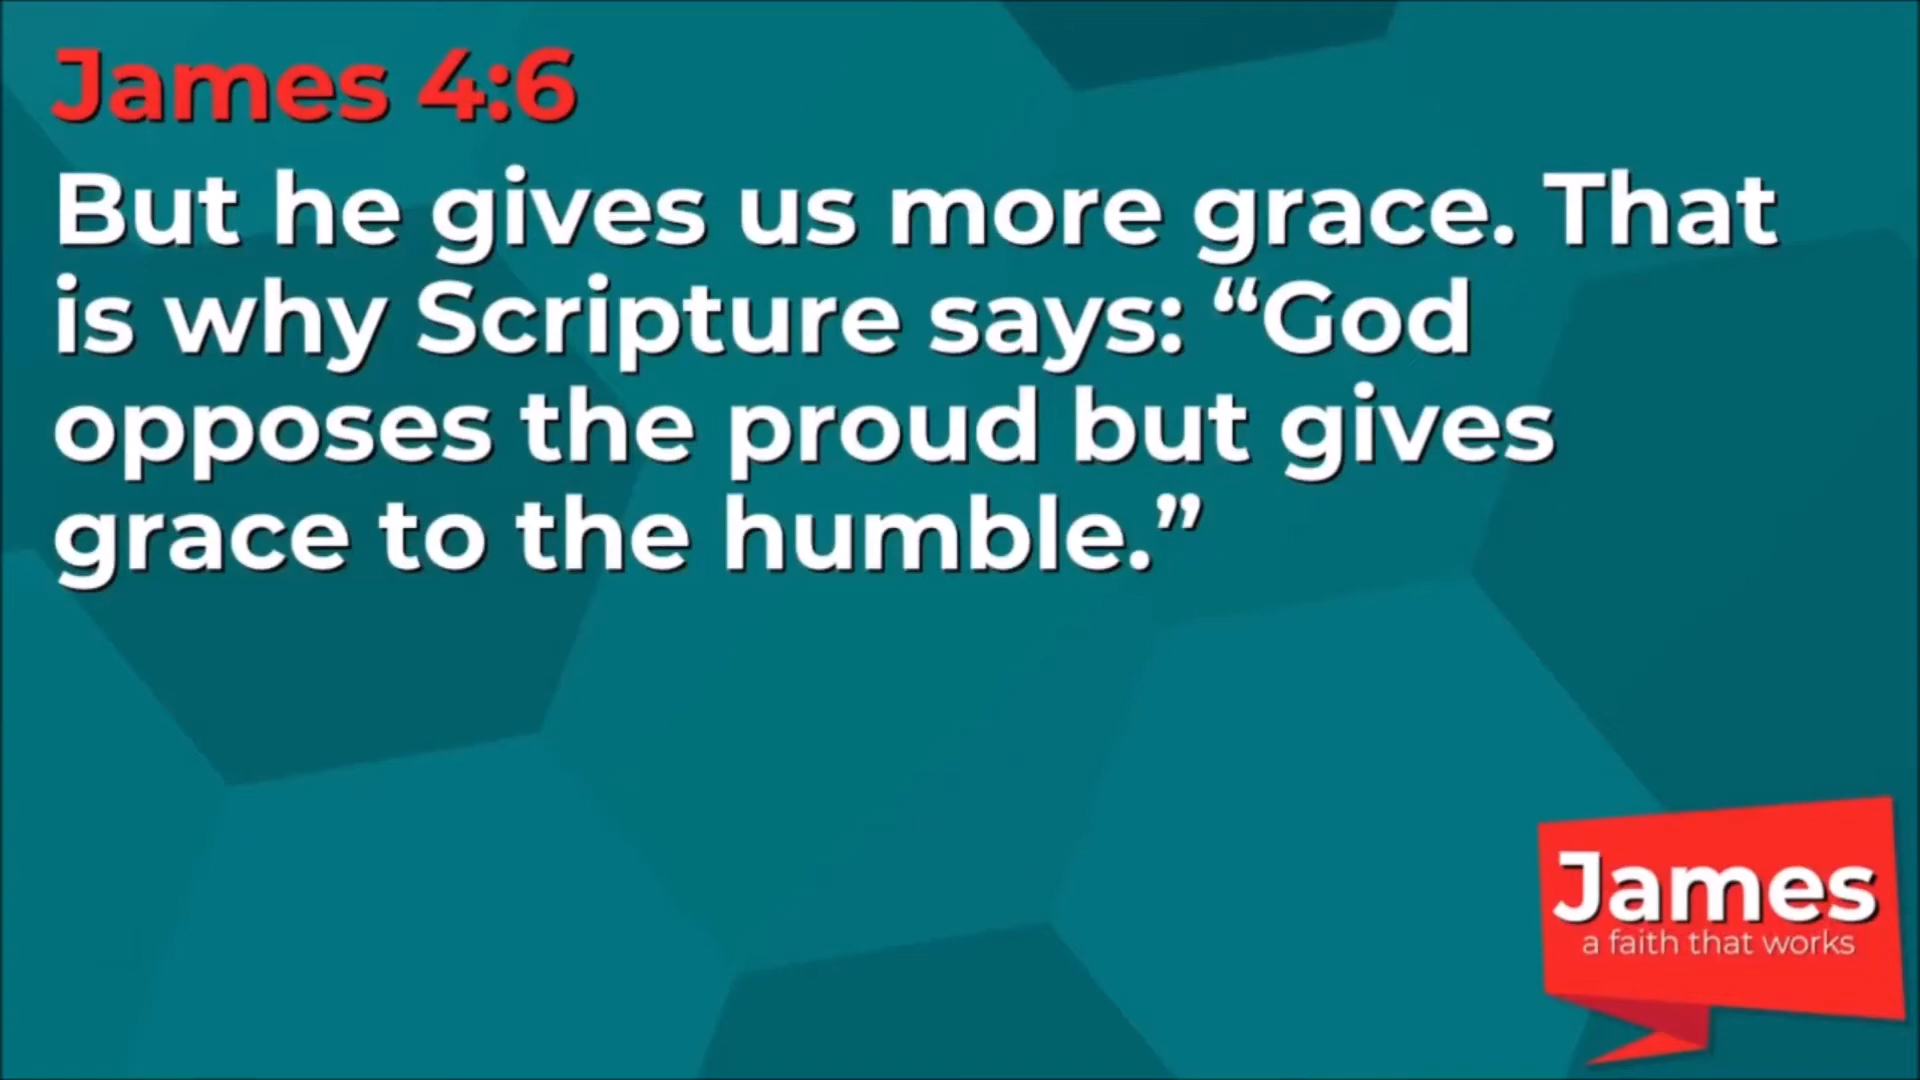 James 4:6
But he gives us more grace. That
is why Scripture says: “God
opposes the proud but gives
grace to the humble.”
James
a faith that works